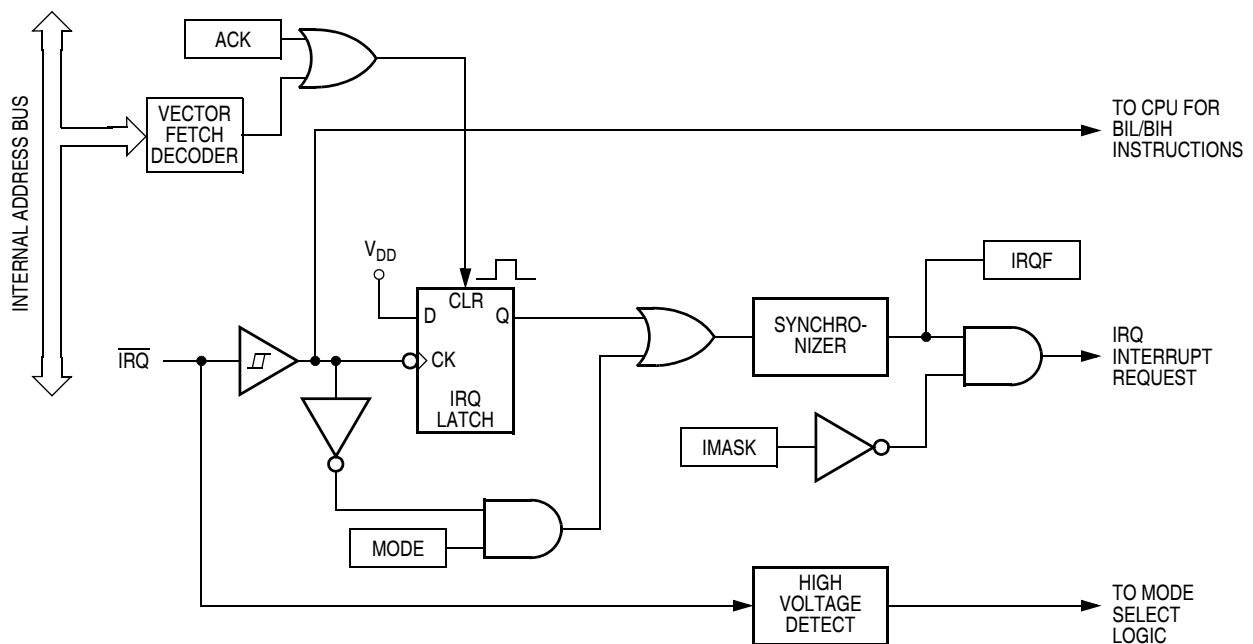 INTERNAL ADDRESS BUS
ACK
VECTOR
FETCH
DECODER
TO CPU FOR
BIL/BIH
INSTRUCTIONS
VDD
CLR
D
Q
CK
IRQ
LATCH
IRQ
SYNCHRO-
NIZER
IRQF
IRQ
INTERRUPT
REQUEST
IMASK
MODE
HIGH
VOLTAGE
DETECT
TO MODE
SELECT
LOGIC